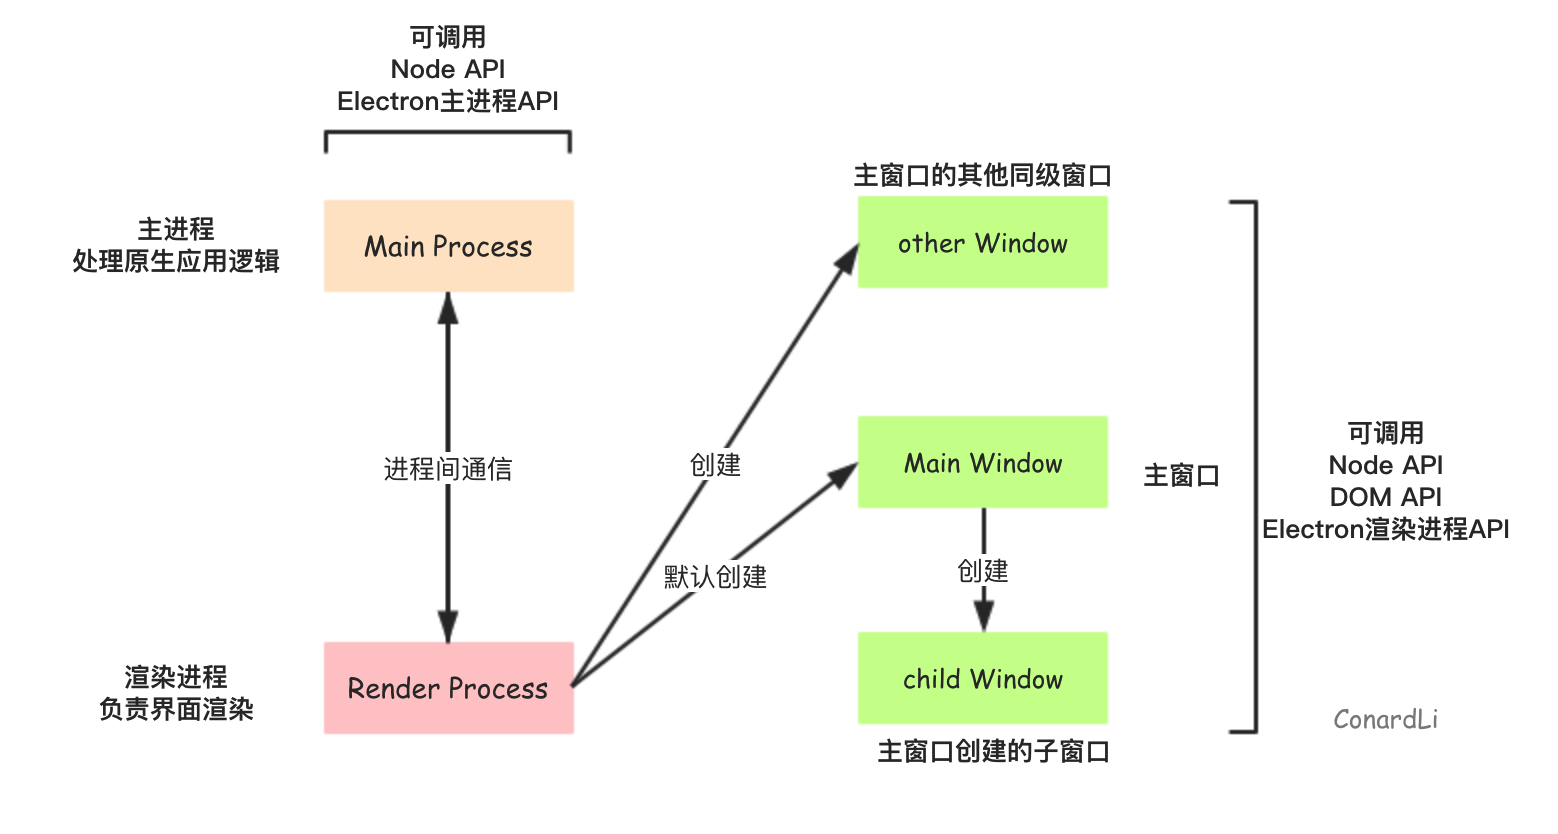 可调用
Node API
Electron主进程API
主进程
处理原生应用逻辑
Main Process
进程间通信
渲染进程
负责界面渲染
Render Process
创建
默认创建
主窗口的其他同级窗口
other Window
Main Window
主窗口
创建
child Window
主窗口创建的子窗口
可调用
Node API
DOM API
Electron渲染进程API
ConardLi